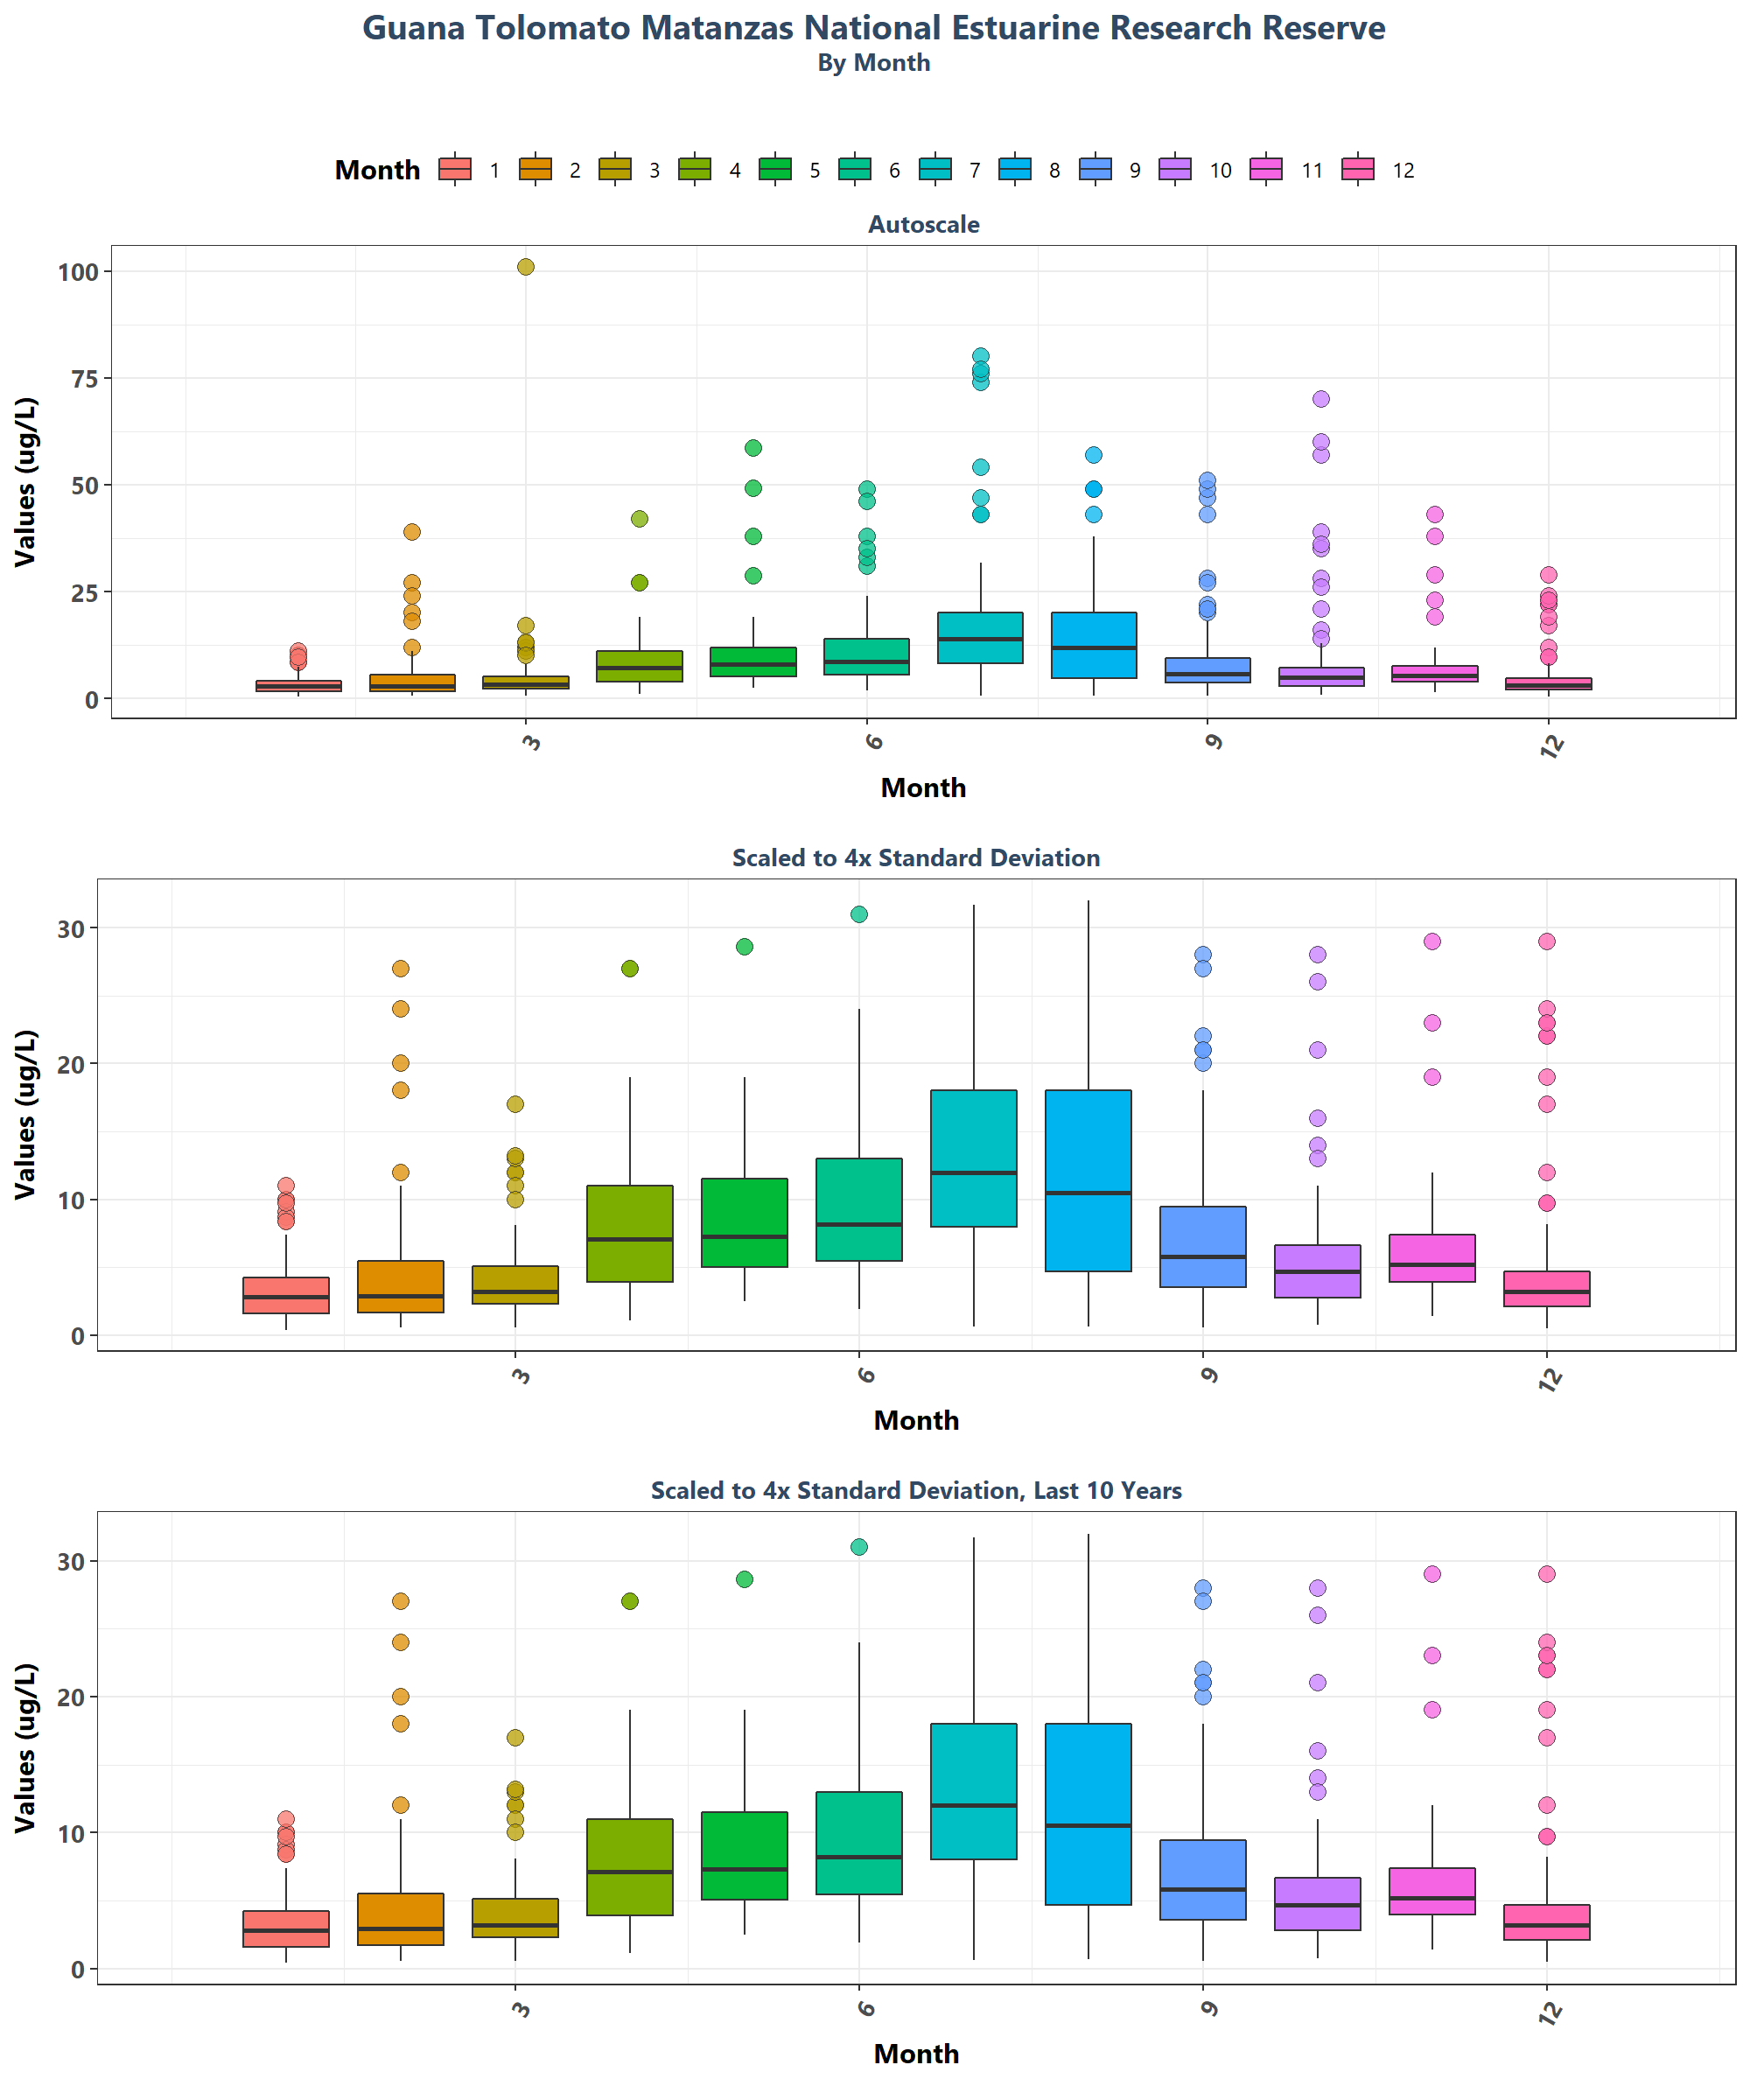 Guana Tolomato Matanzas National Estuarine Research Reserve
By Month
Month 1 2 3 4 5 6 7 8 9 10 11 12
Autoscale
Values (ug/L)
100
75
50
25
0
3 6 9 12
Month
Scaled to 4x Standard Deviation
Values (ug/L)
30
20
10
0
3 6 9 12
Month
Scaled to 4x Standard Deviation, Last 10 Years
Values (ug/L)
30
20
10
0
3 6 9 12
Month